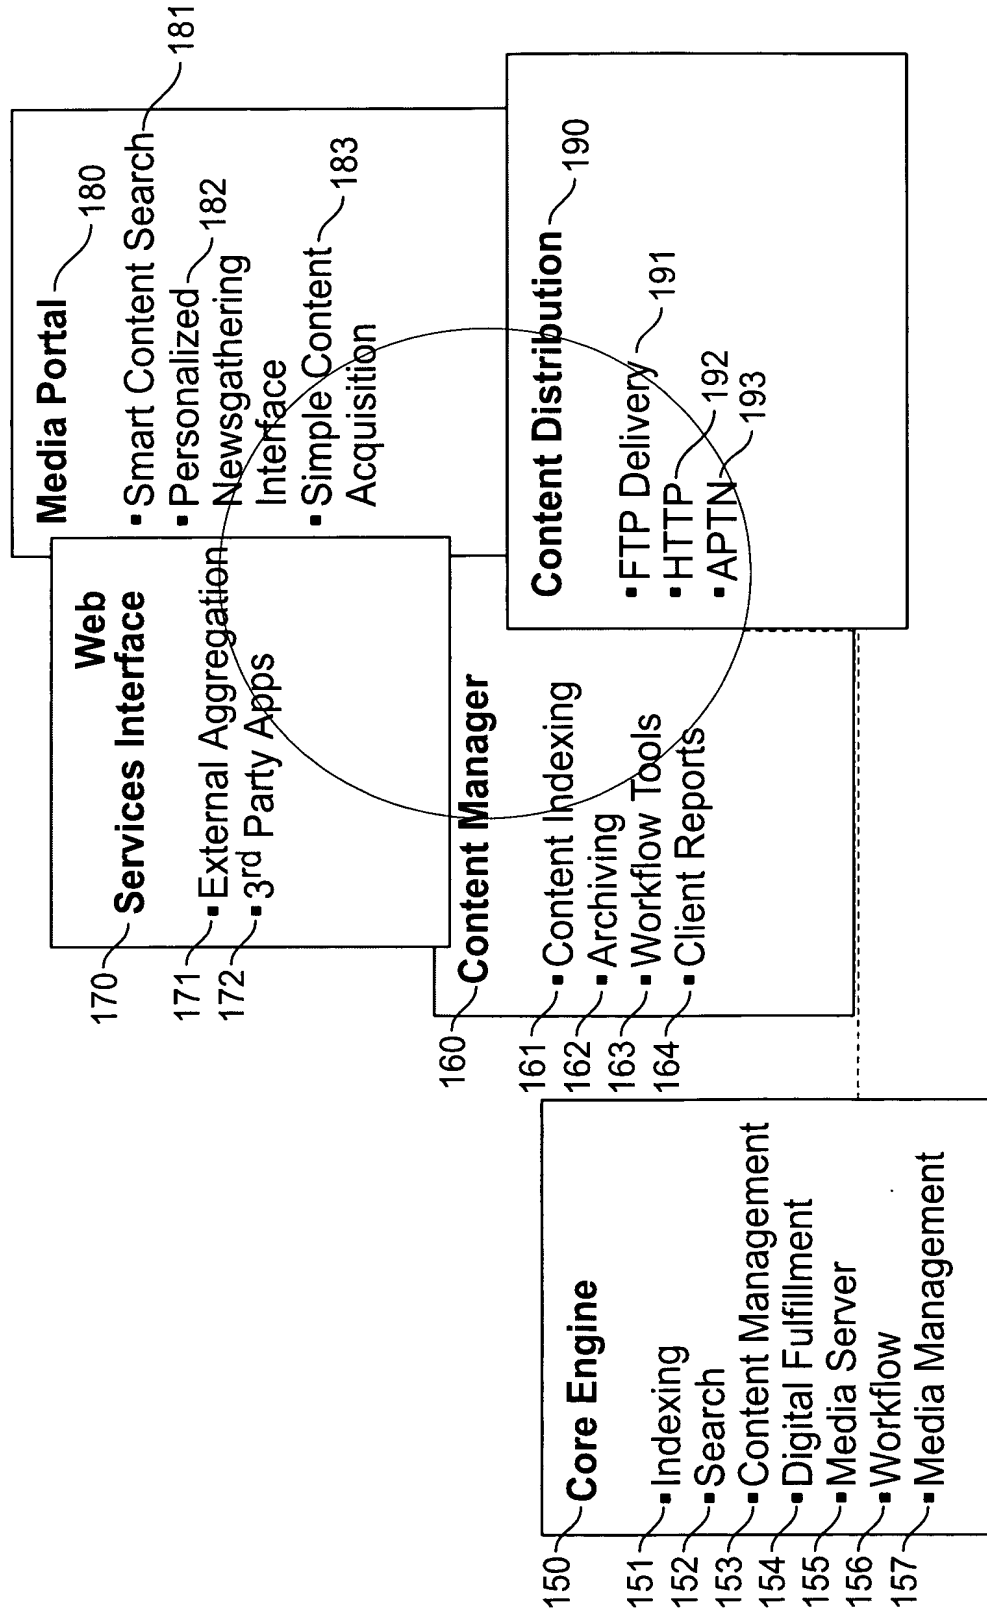 150 Core Engine
151 ▪ Indexing
152 ▪ Search
153 ▪ Content Management
154 ▪ Digital Fulfillment
155 ▪ Media Server
156 ▪ Workflow
157 ▪ Media Management
160 Content Manager
161 ▪ Content Indexing
162 ▪ Archiving
163 ▪ Workflow Tools
164 ▪ Client Reports
Web
170 Services Interface
171 ▪ External Aggregation
172 ▪ 3rd Party Apps
Media Portal 180
▪ Smart Content Search 181
▪ Personalized 182
Newsgathering
Interface
▪ Simple Content 183
Acquisition
Content Distribution 190
▪ FTP Delivery 191
▪ HTTP 192
▪ APTN 193